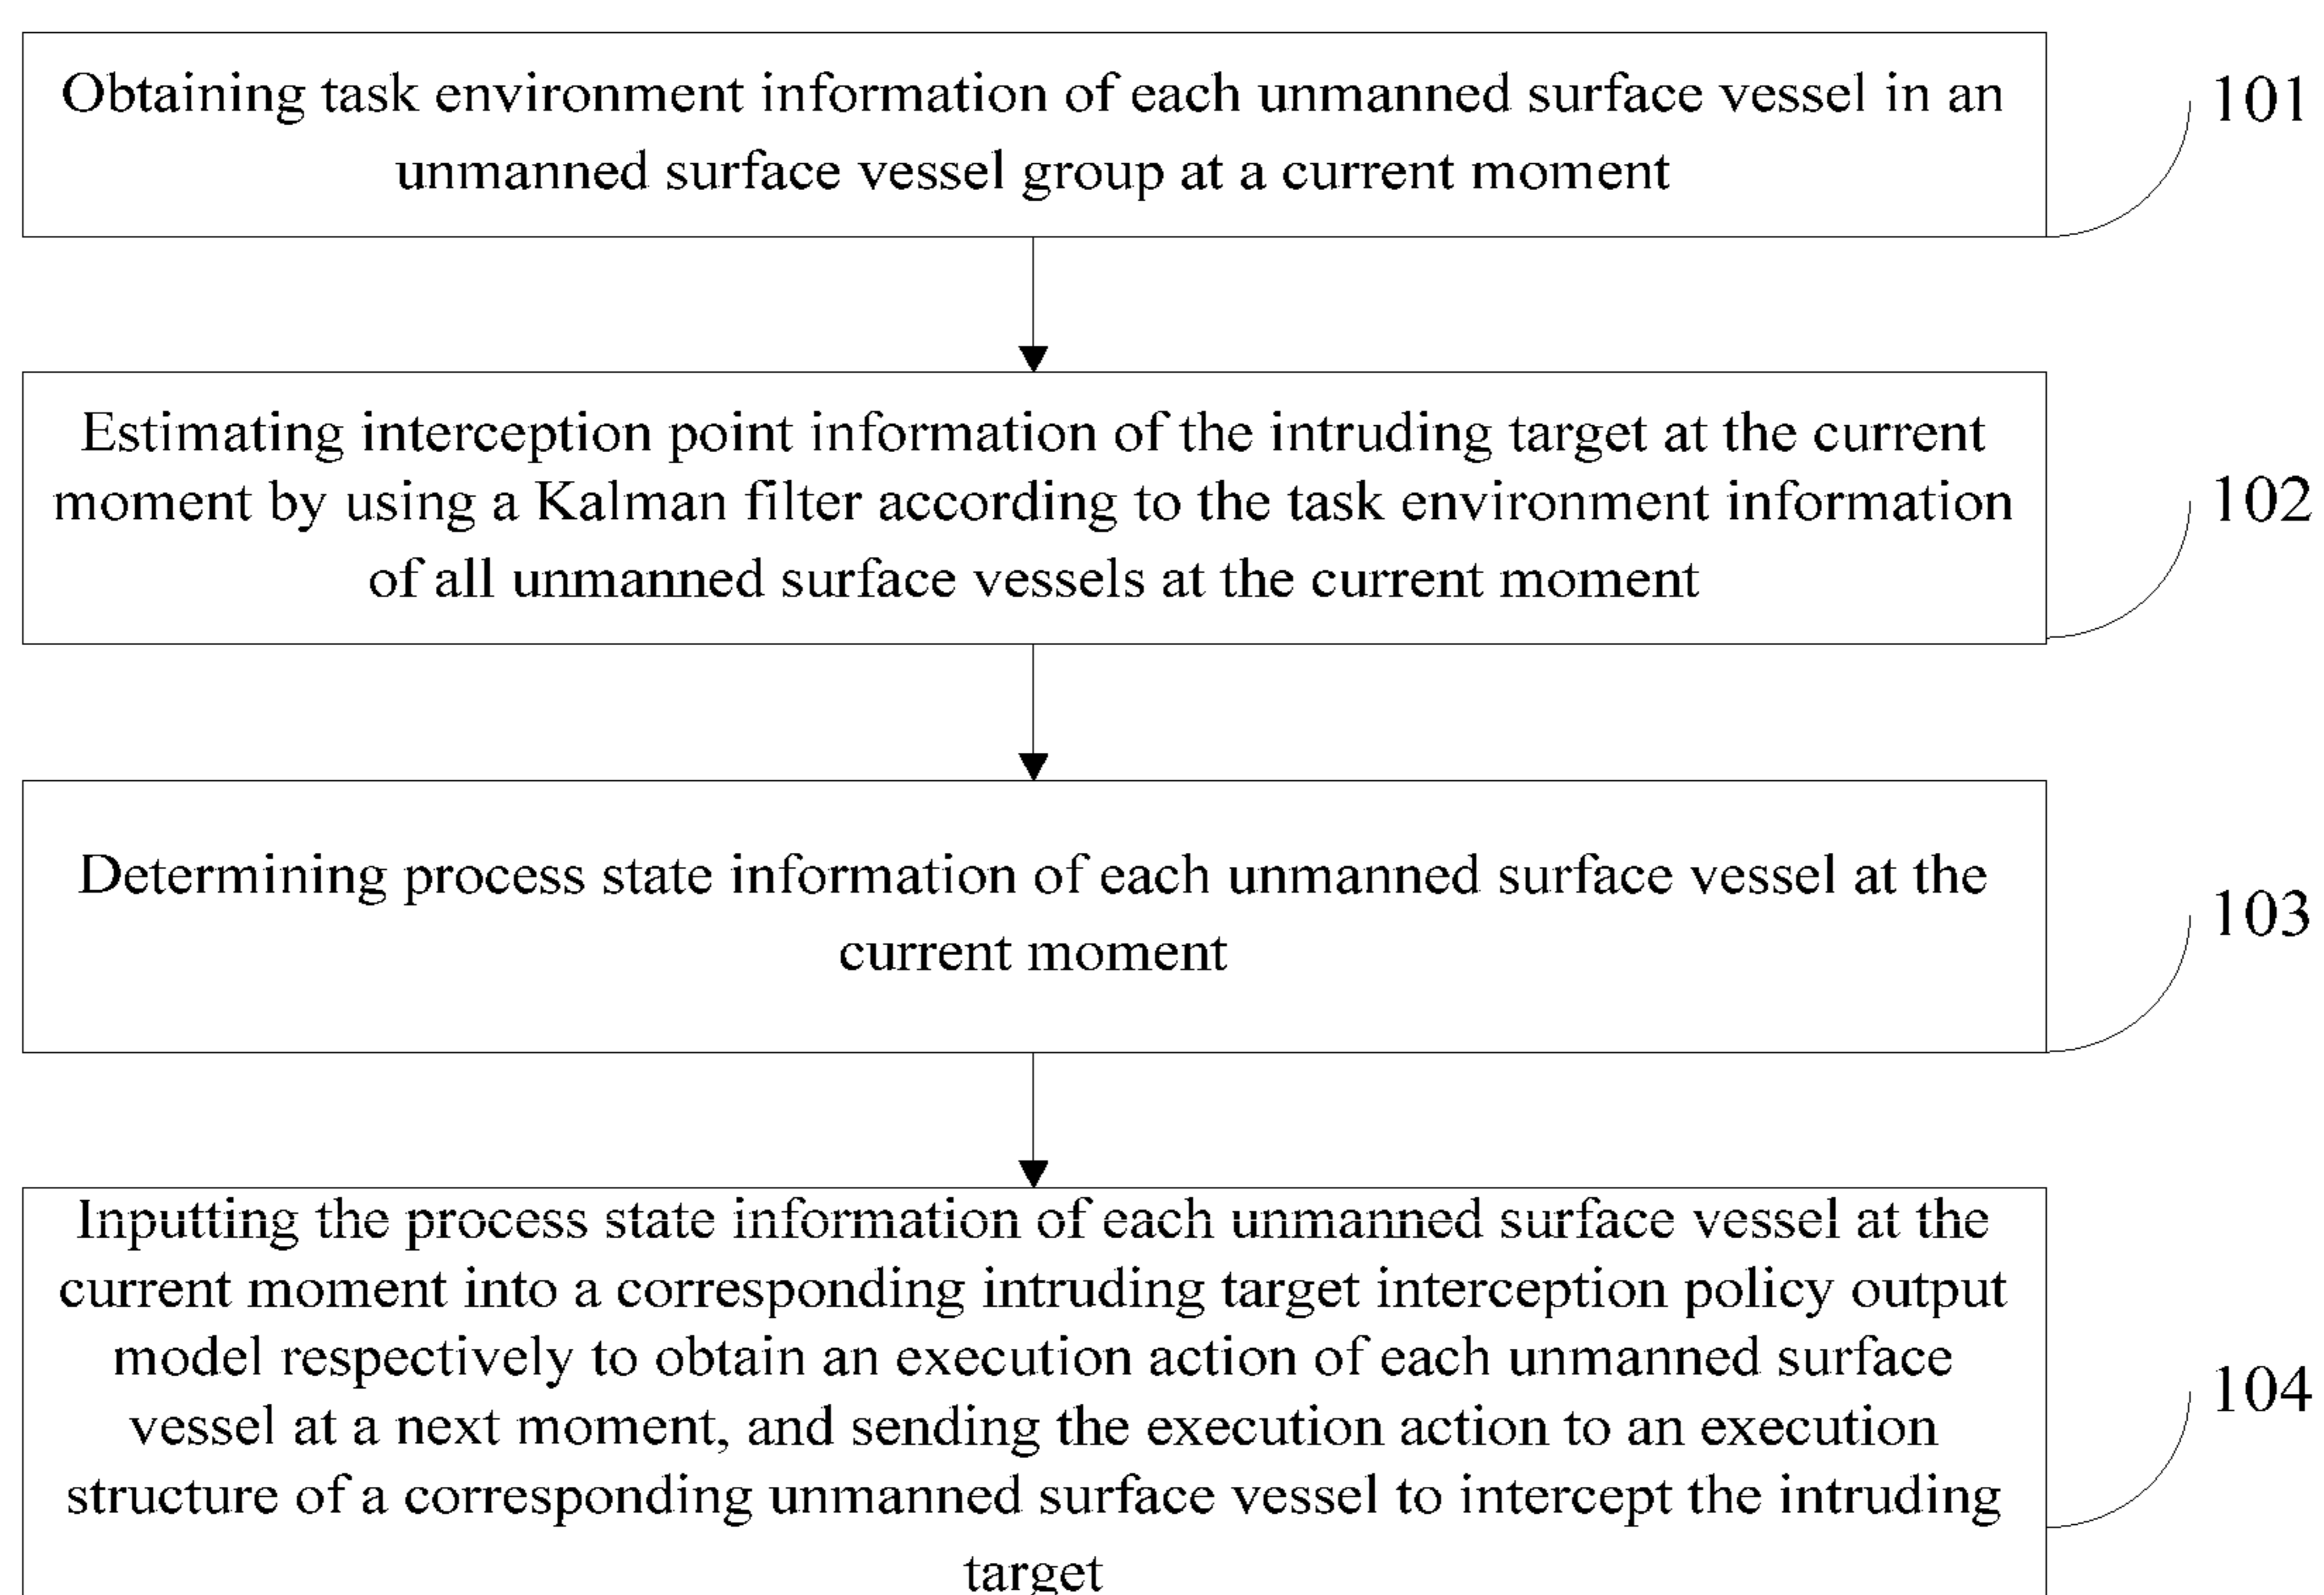 Obtaining task environment information of each unmanned surface vessel in an
unmanned surface vessel group at a current moment
101
Estimating interception point information of the intruding target at the current
moment by using a Kalman filter according to the task environment information
of all unmanned surface vessels at the current moment
102
Determining process state information of each unmanned surface vessel at the
current moment
103
Inputting the process state information of each unmanned surface vessel at the
current moment into a corresponding intruding target interception policy output
model respectively to obtain an execution action of each unmanned surface
vessel at a next moment, and sending the execution action to an execution
structure of a corresponding unmanned surface vessel to intercept the intruding
target
104